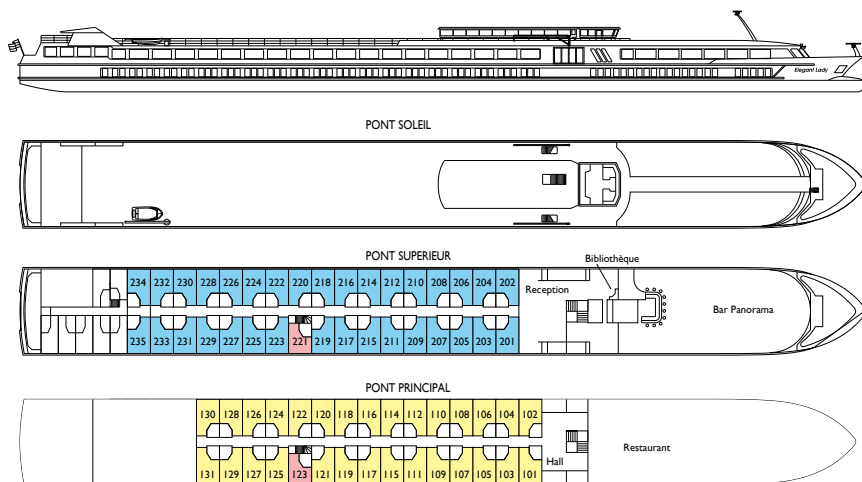 Elegant Lady
PONT SOLEIL
PONT SUPERIEUR
Bibliothèque
234 232 230 228 226 224 222 220 218 216 214 212 210 208 206 204 202
Reception
Bar Panorama
235 233 231 229 227 225 223 221 219 217 215 211 209 207 205 203 201
PONT PRINCIPAL
130 128 126 124 122 120 118 116 114 112 110 108 106 104 102
Restaurant
Hall
131 129 127 125 123 121 119 117 115 111 109 107 105 103 101